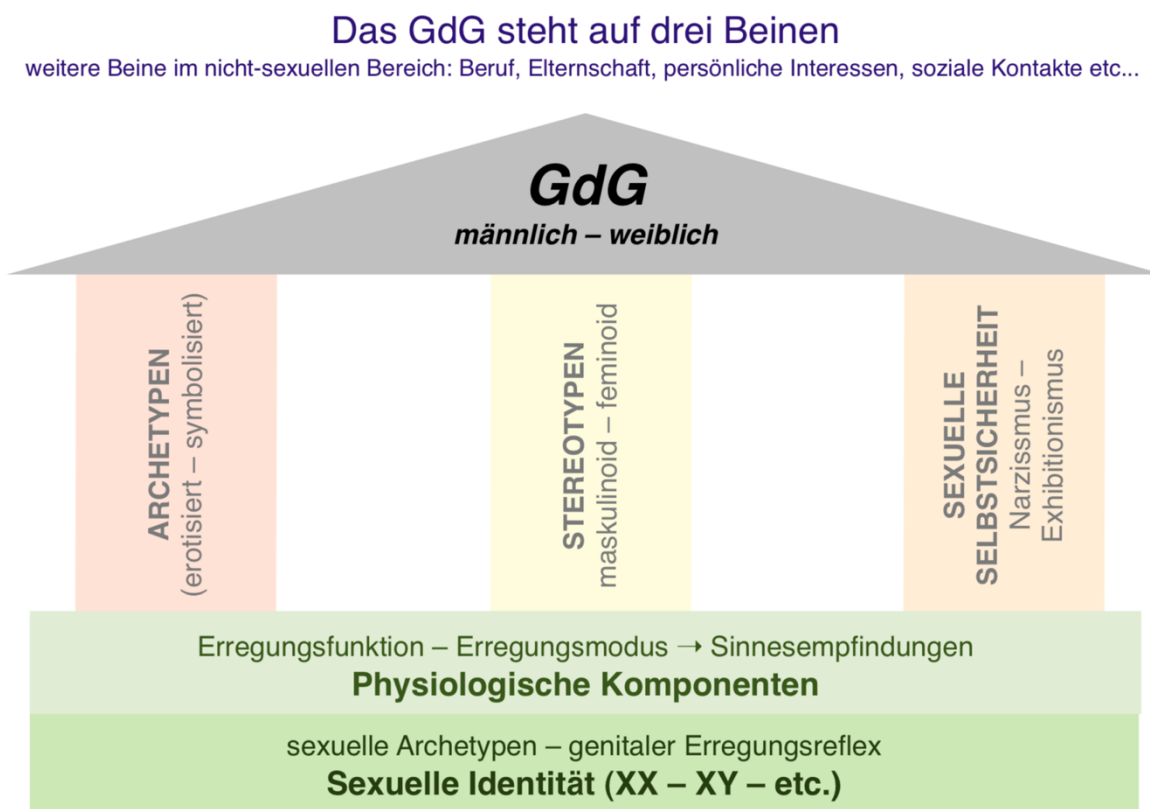 Das GdG steht auf drei Beinen
weitere Beine im nicht-sexuellen Bereich: Beruf, Elternschaft, persönliche Interessen, soziale Kontakte etc...
GdG
männlich – weiblich
ARCHETYPEN
(erotisiert – symbolisiert)
STEREOTYPEN
maskulinoid – feminoid
SEXUELLE
SELBSTSICHERHEIT
Narzissmus –
Exhibitionismus
Erregungsfunktion – Erregungsmodus → Sinnesempfindungen
Physiologische Komponenten
sexuelle Archetypen – genitaler Erregungsreflex
Sexuelle Identität (XX – XY – etc.)